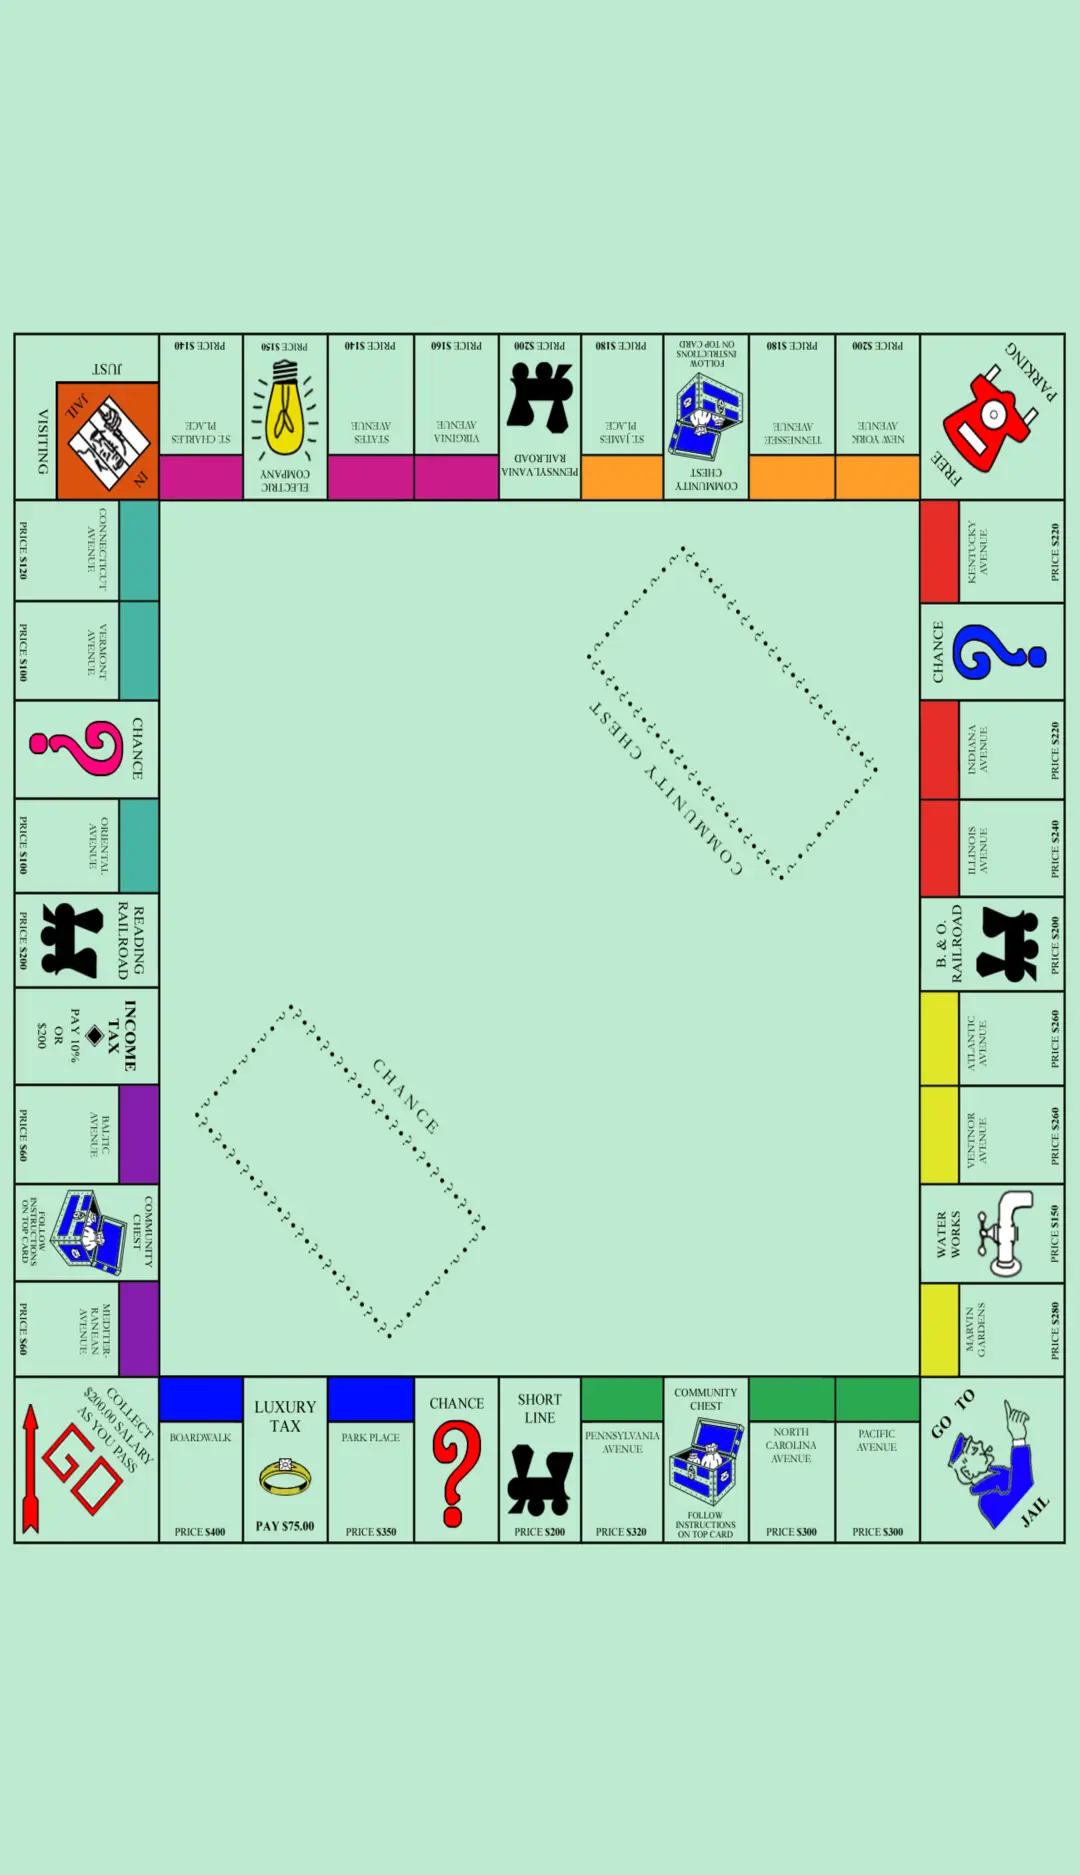 JUST
VISITING
IN
JAIL
PRICE $140
ST. CHARLES
PLACE
PRICE $150
ELECTRIC
COMPANY
PRICE $140
STATES
AVENUE
PRICE $160
VIRGINIA
AVENUE
PRICE $200
PENNSYLVANIA
RAILROAD
PRICE $180
ST. JAMES
PLACE
COMMUNITY
CHEST
FOLLOW
INSTRUCTIONS
ON TOP CARD
PRICE $180
TENNESSEE
AVENUE
PRICE $200
NEW YORK
AVENUE
FREE
PARKING
KENTUCKY
AVENUE
PRICE $220
CHANCE
INDIANA
AVENUE
PRICE $220
ILLINOIS
AVENUE
PRICE $240
B. & O.
RAILROAD
PRICE $200
ATLANTIC
AVENUE
PRICE $260
VENTNOR
AVENUE
PRICE $260
WATER
WORKS
PRICE $150
MARVIN
GARDENS
PRICE $280
GO TO
JAIL
PACIFIC
AVENUE
PRICE $300
NORTH
CAROLINA
AVENUE
PRICE $300
COMMUNITY
CHEST
FOLLOW
INSTRUCTIONS
ON TOP CARD
PENNSYLVANIA
AVENUE
PRICE $320
SHORT
LINE
PRICE $200
CHANCE
PARK PLACE
PRICE $350
LUXURY
TAX
PAY $75.00
BOARDWALK
PRICE $400
COLLECT
$200.00 SALARY
AS YOU PASS
GO
MEDITER-
RANEAN
AVENUE
PRICE $60
COMMUNITY
CHEST
FOLLOW
INSTRUCTIONS
ON TOP CARD
BALTIC
AVENUE
PRICE $60
INCOME
TAX
PAY 10%
OR
$200
READING
RAILROAD
PRICE $200
ORIENTAL
AVENUE
PRICE $100
CHANCE
VERMONT
AVENUE
PRICE $100
CONNECTICUT
AVENUE
PRICE $120
COMMUNITY CHEST
CHANCE